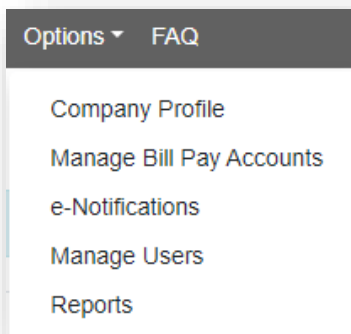 Options FAQ
Company Profile
Manage Bill Pay Accounts
e-Notifications
Manage Users
Reports